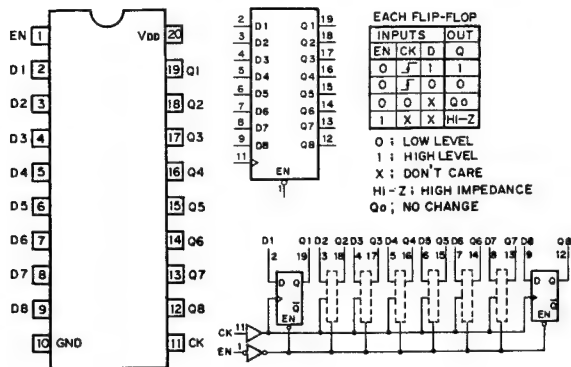 EN 1 VDD 20
D1 2 19 Q1
D2 3 18 Q2
D3 4 17 Q3
D4 5 16 Q4
D5 6 15 Q5
D6 7 14 Q6
D7 8 13 Q7
D8 9 12 Q8
10 GND 11 CK
2 D1 Q1 19
3 D2 Q2 18
4 D3 Q3 17
5 D4 Q4 16
6 D5 Q5 15
7 D6 Q6 14
8 D7 Q7 13
9 D8 Q8 12
11
EN
1
EACH FLIP-FLOP
INPUTS OUT
EN CK D Q
0 1 1
0 0 0
0 0 X Qo
1 X X HI-Z
0 ; LOW LEVEL
1 ; HIGH LEVEL
X ; DON'T CARE
HI-Z ; HIGH IMPEDANCE
Qo ; NO CHANGE
D1 Q1 D2 Q2 D3 Q3 D4 Q4 D5 Q5 D6 Q6 D7 Q7 D8 Q8
2 19 3 18 4 17 5 16 6 15 7 14 8 13 9 12
D Q D Q
Q̅ Q̅
EN EN
CK 11
EN 1